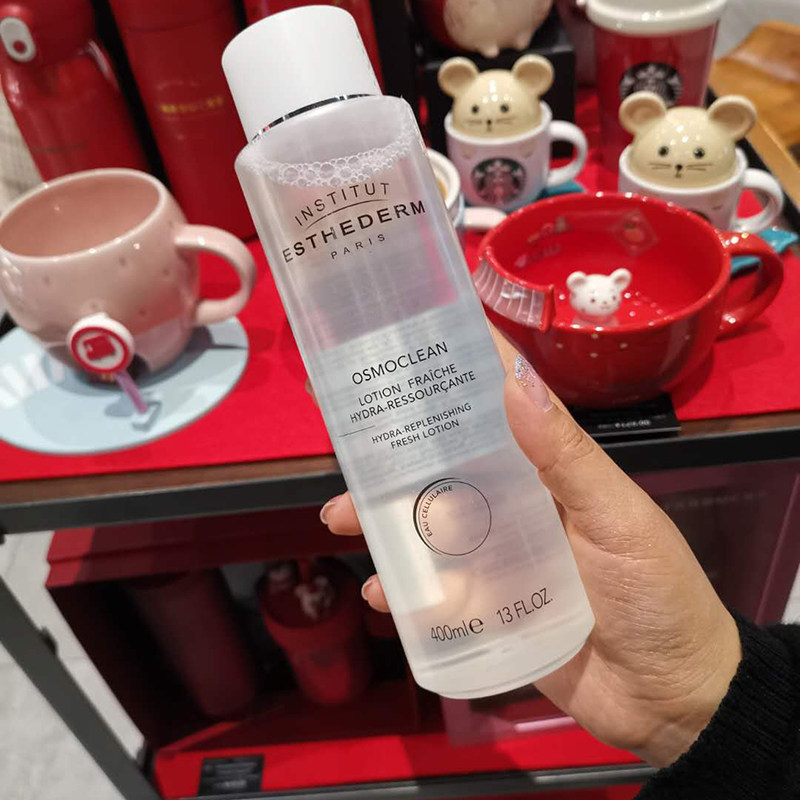 INSTITUT
ESTHEDERM
PARIS
OSMOCLEAN
LOTION FRAÎCHE
HYDRA-RESSOURÇANTE
HYDRA-REPLENISHING
FRESH LOTION
EAU CELLULAIRE
400ml e 13 FL.OZ.